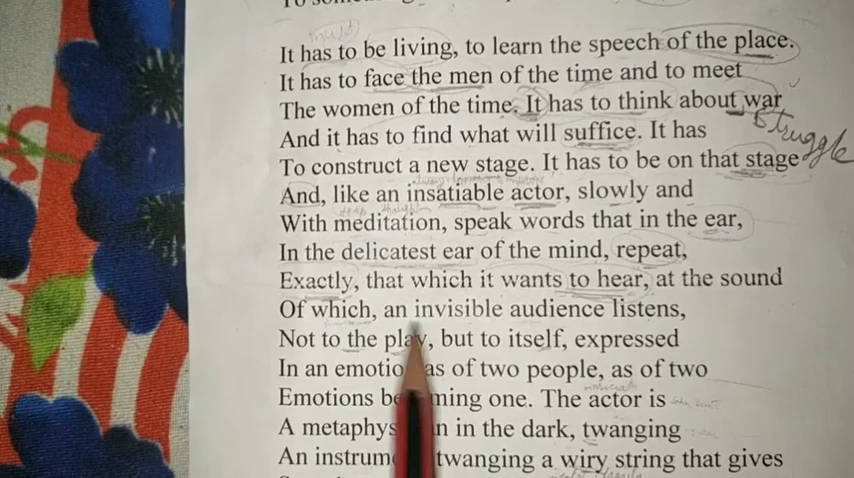 It has to be living, to learn the speech of the place.
It has to face the men of the time and to meet
The women of the time. It has to think about war
struggle
And it has to find what will suffice. It has
To construct a new stage. It has to be on that stage
And, like an insatiable actor, slowly and
With meditation, speak words that in the ear,
In the delicatest ear of the mind, repeat,
Exactly, that which it wants to hear, at the sound
Of which, an invisible audience listens,
Not to the play, but to itself, expressed
In an emotio as of two people, as of two
Emotions be ming one. The actor is
A metaphys n in the dark, twanging
An instrum twanging a wiry string that gives